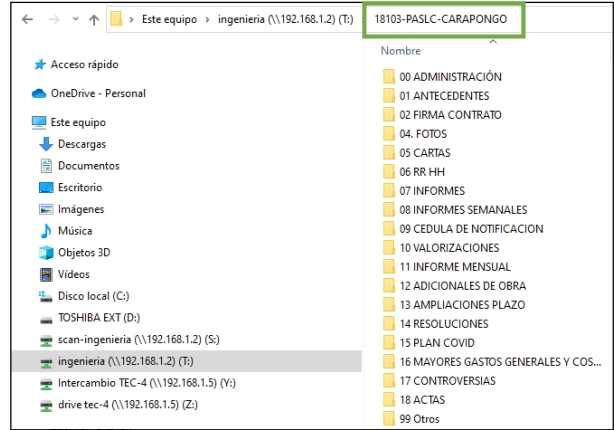 Este equipo > ingenieria (\\192.168.1.2) (T:) 18103-PASLC-CARAPONGO
Acceso rápido
OneDrive - Personal
Este equipo
Descargas
Documentos
Escritorio
Imágenes
Música
Objetos 3D
Vídeos
Disco local (C:)
TOSHIBA EXT (D:)
scan-ingenieria (\\192.168.1.2) (S:)
ingenieria (\\192.168.1.2) (T:)
Intercambio TEC-4 (\\192.168.1.5) (Y:)
drive tec-4 (\\192.168.1.5) (Z:)
Nombre
00 ADMINISTRACIÓN
01 ANTECEDENTES
02 FIRMA CONTRATO
04. FOTOS
05 CARTAS
06 RR HH
07 INFORMES
08 INFORMES SEMANALES
09 CEDULA DE NOTIFICACION
10 VALORIZACIONES
11 INFORME MENSUAL
12 ADICIONALES DE OBRA
13 AMPLIACIONES PLAZO
14 RESOLUCIONES
15 PLAN COVID
16 MAYORES GASTOS GENERALES Y COS...
17 CONTROVERSIAS
18 ACTAS
99 Otros